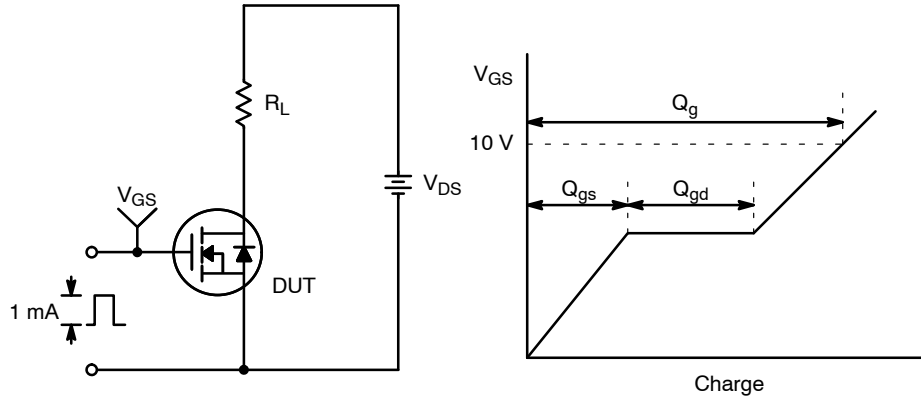 R_L
V_GS
V_DS
DUT
1 mA
V_GS
Q_g
10 V
Q_gs
Q_gd
Charge